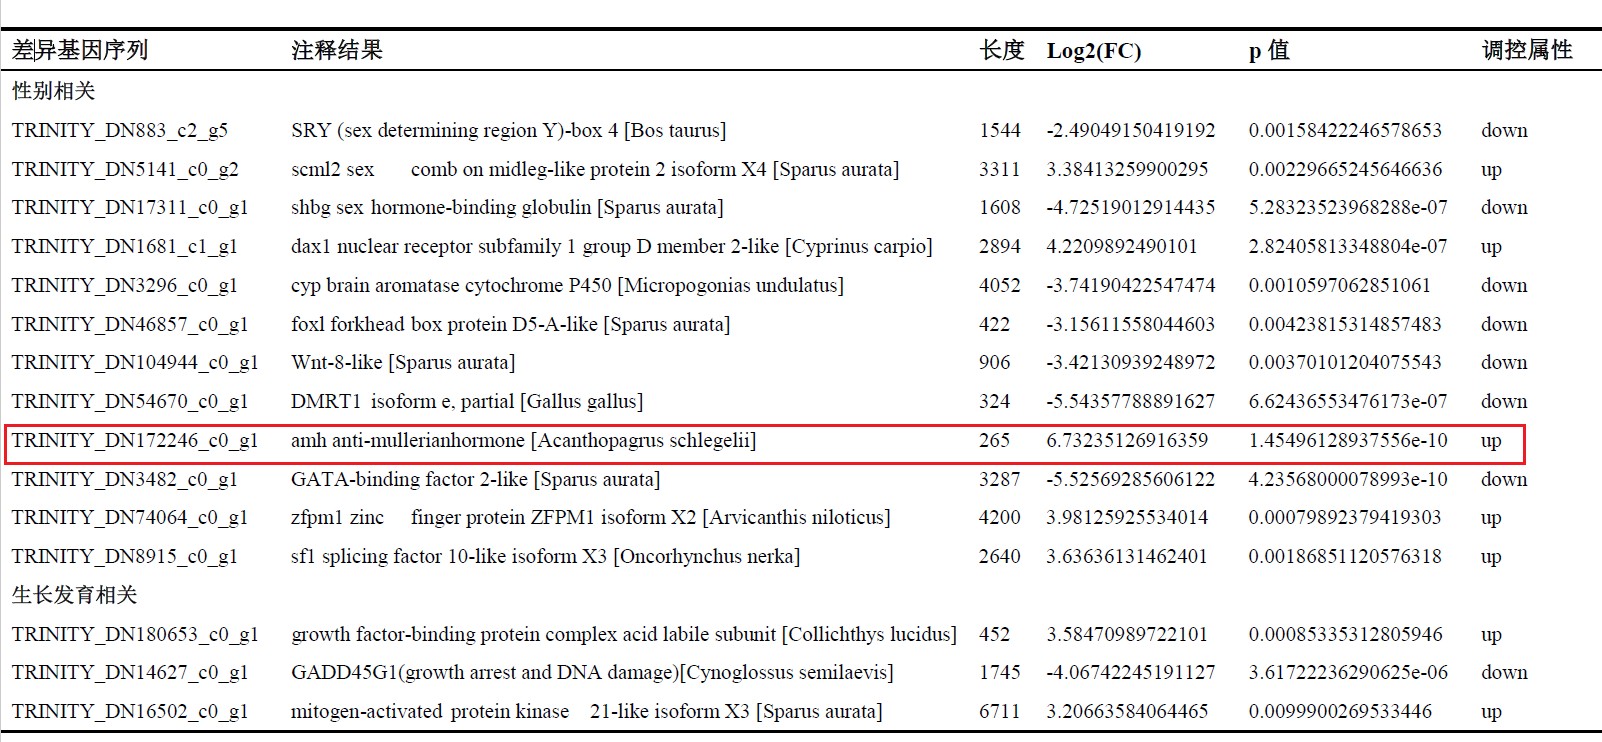 差异基因序列 注释结果 长度 Log2(FC) p 值 调控属性
性别相关
TRINITY_DN883_c2_g5 SRY (sex determining region Y)-box 4 [Bos taurus] 1544 -2.49049150419192 0.00158422246578653 down
TRINITY_DN5141_c0_g2 scml2 sex comb on midleg-like protein 2 isoform X4 [Sparus aurata] 3311 3.38413259900295 0.00229665245646636 up
TRINITY_DN17311_c0_g1 shbg sex hormone-binding globulin [Sparus aurata] 1608 -4.72519012914435 5.28323523968288e-07 down
TRINITY_DN1681_c1_g1 dax1 nuclear receptor subfamily 1 group D member 2-like [Cyprinus carpio] 2894 4.2209892490101 2.82405813348804e-07 up
TRINITY_DN3296_c0_g1 cyp brain aromatase cytochrome P450 [Micropogonias undulatus] 4052 -3.74190422547474 0.0010597062851061 down
TRINITY_DN46857_c0_g1 foxl forkhead box protein D5-A-like [Sparus aurata] 422 -3.15611558044603 0.00423815314857483 down
TRINITY_DN104944_c0_g1 Wnt-8-like [Sparus aurata] 906 -3.42130939248972 0.00370101204075543 down
TRINITY_DN54670_c0_g1 DMRT1 isoform e, partial [Gallus gallus] 324 -5.54357788891627 6.62436553476173e-07 down
TRINITY_DN172246_c0_g1 amh anti-mullerianhormone [Acanthopagrus schlegelii] 265 6.73235126916359 1.45496128937556e-10 up
TRINITY_DN3482_c0_g1 GATA-binding factor 2-like [Sparus aurata] 3287 -5.52569285606122 4.23568000078993e-10 down
TRINITY_DN74064_c0_g1 zfpm1 zinc finger protein ZFPM1 isoform X2 [Arvicanthis niloticus] 4200 3.98125925534014 0.00079892379419303 up
TRINITY_DN8915_c0_g1 sf1 splicing factor 10-like isoform X3 [Oncorhynchus nerka] 2640 3.63636131462401 0.00186851120576318 up
生长发育相关
TRINITY_DN180653_c0_g1 growth factor-binding protein complex acid labile subunit [Collichthys lucidus] 452 3.58470989722101 0.00085335312805946 up
TRINITY_DN14627_c0_g1 GADD45G1(growth arrest and DNA damage)[Cynoglossus semilaevis] 1745 -4.06742245191127 3.61722236290625e-06 down
TRINITY_DN16502_c0_g1 mitogen-activated protein kinase 21-like isoform X3 [Sparus aurata] 6711 3.20663584064465 0.0099900269533446 up